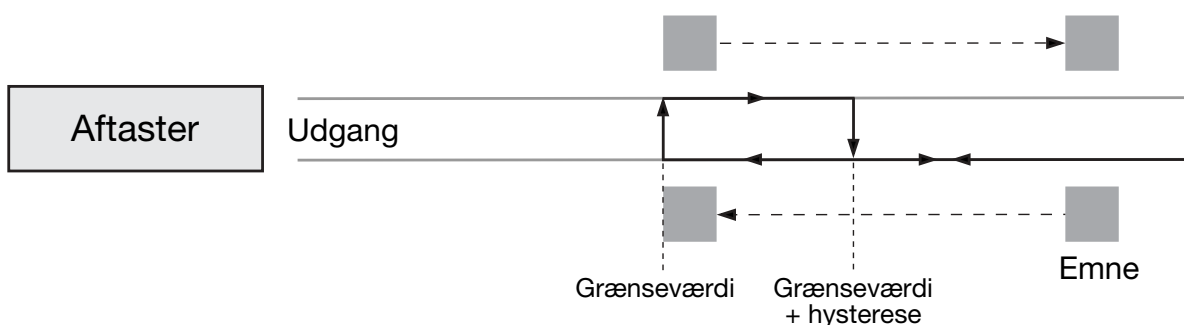 Aftaster
Udgang
Emne
Grænseværdi
Grænseværdi
+ hysterese